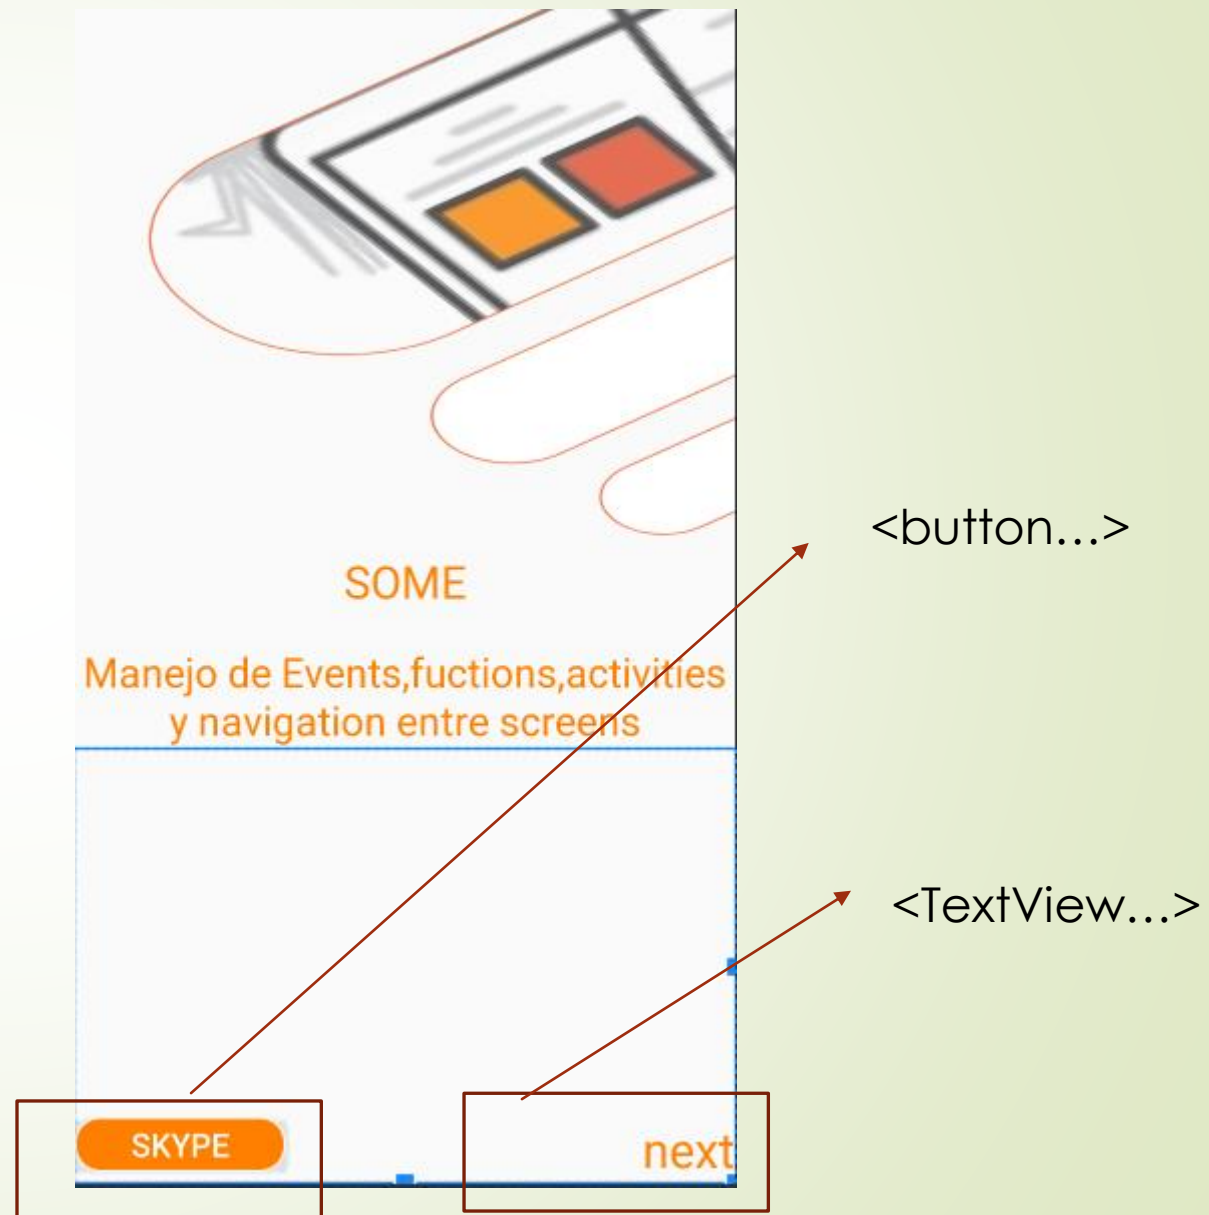 <button…>
SOME
Manejo de Events,fuctions,activities
y navigation entre screens
<TextView…>
SKYPE
next